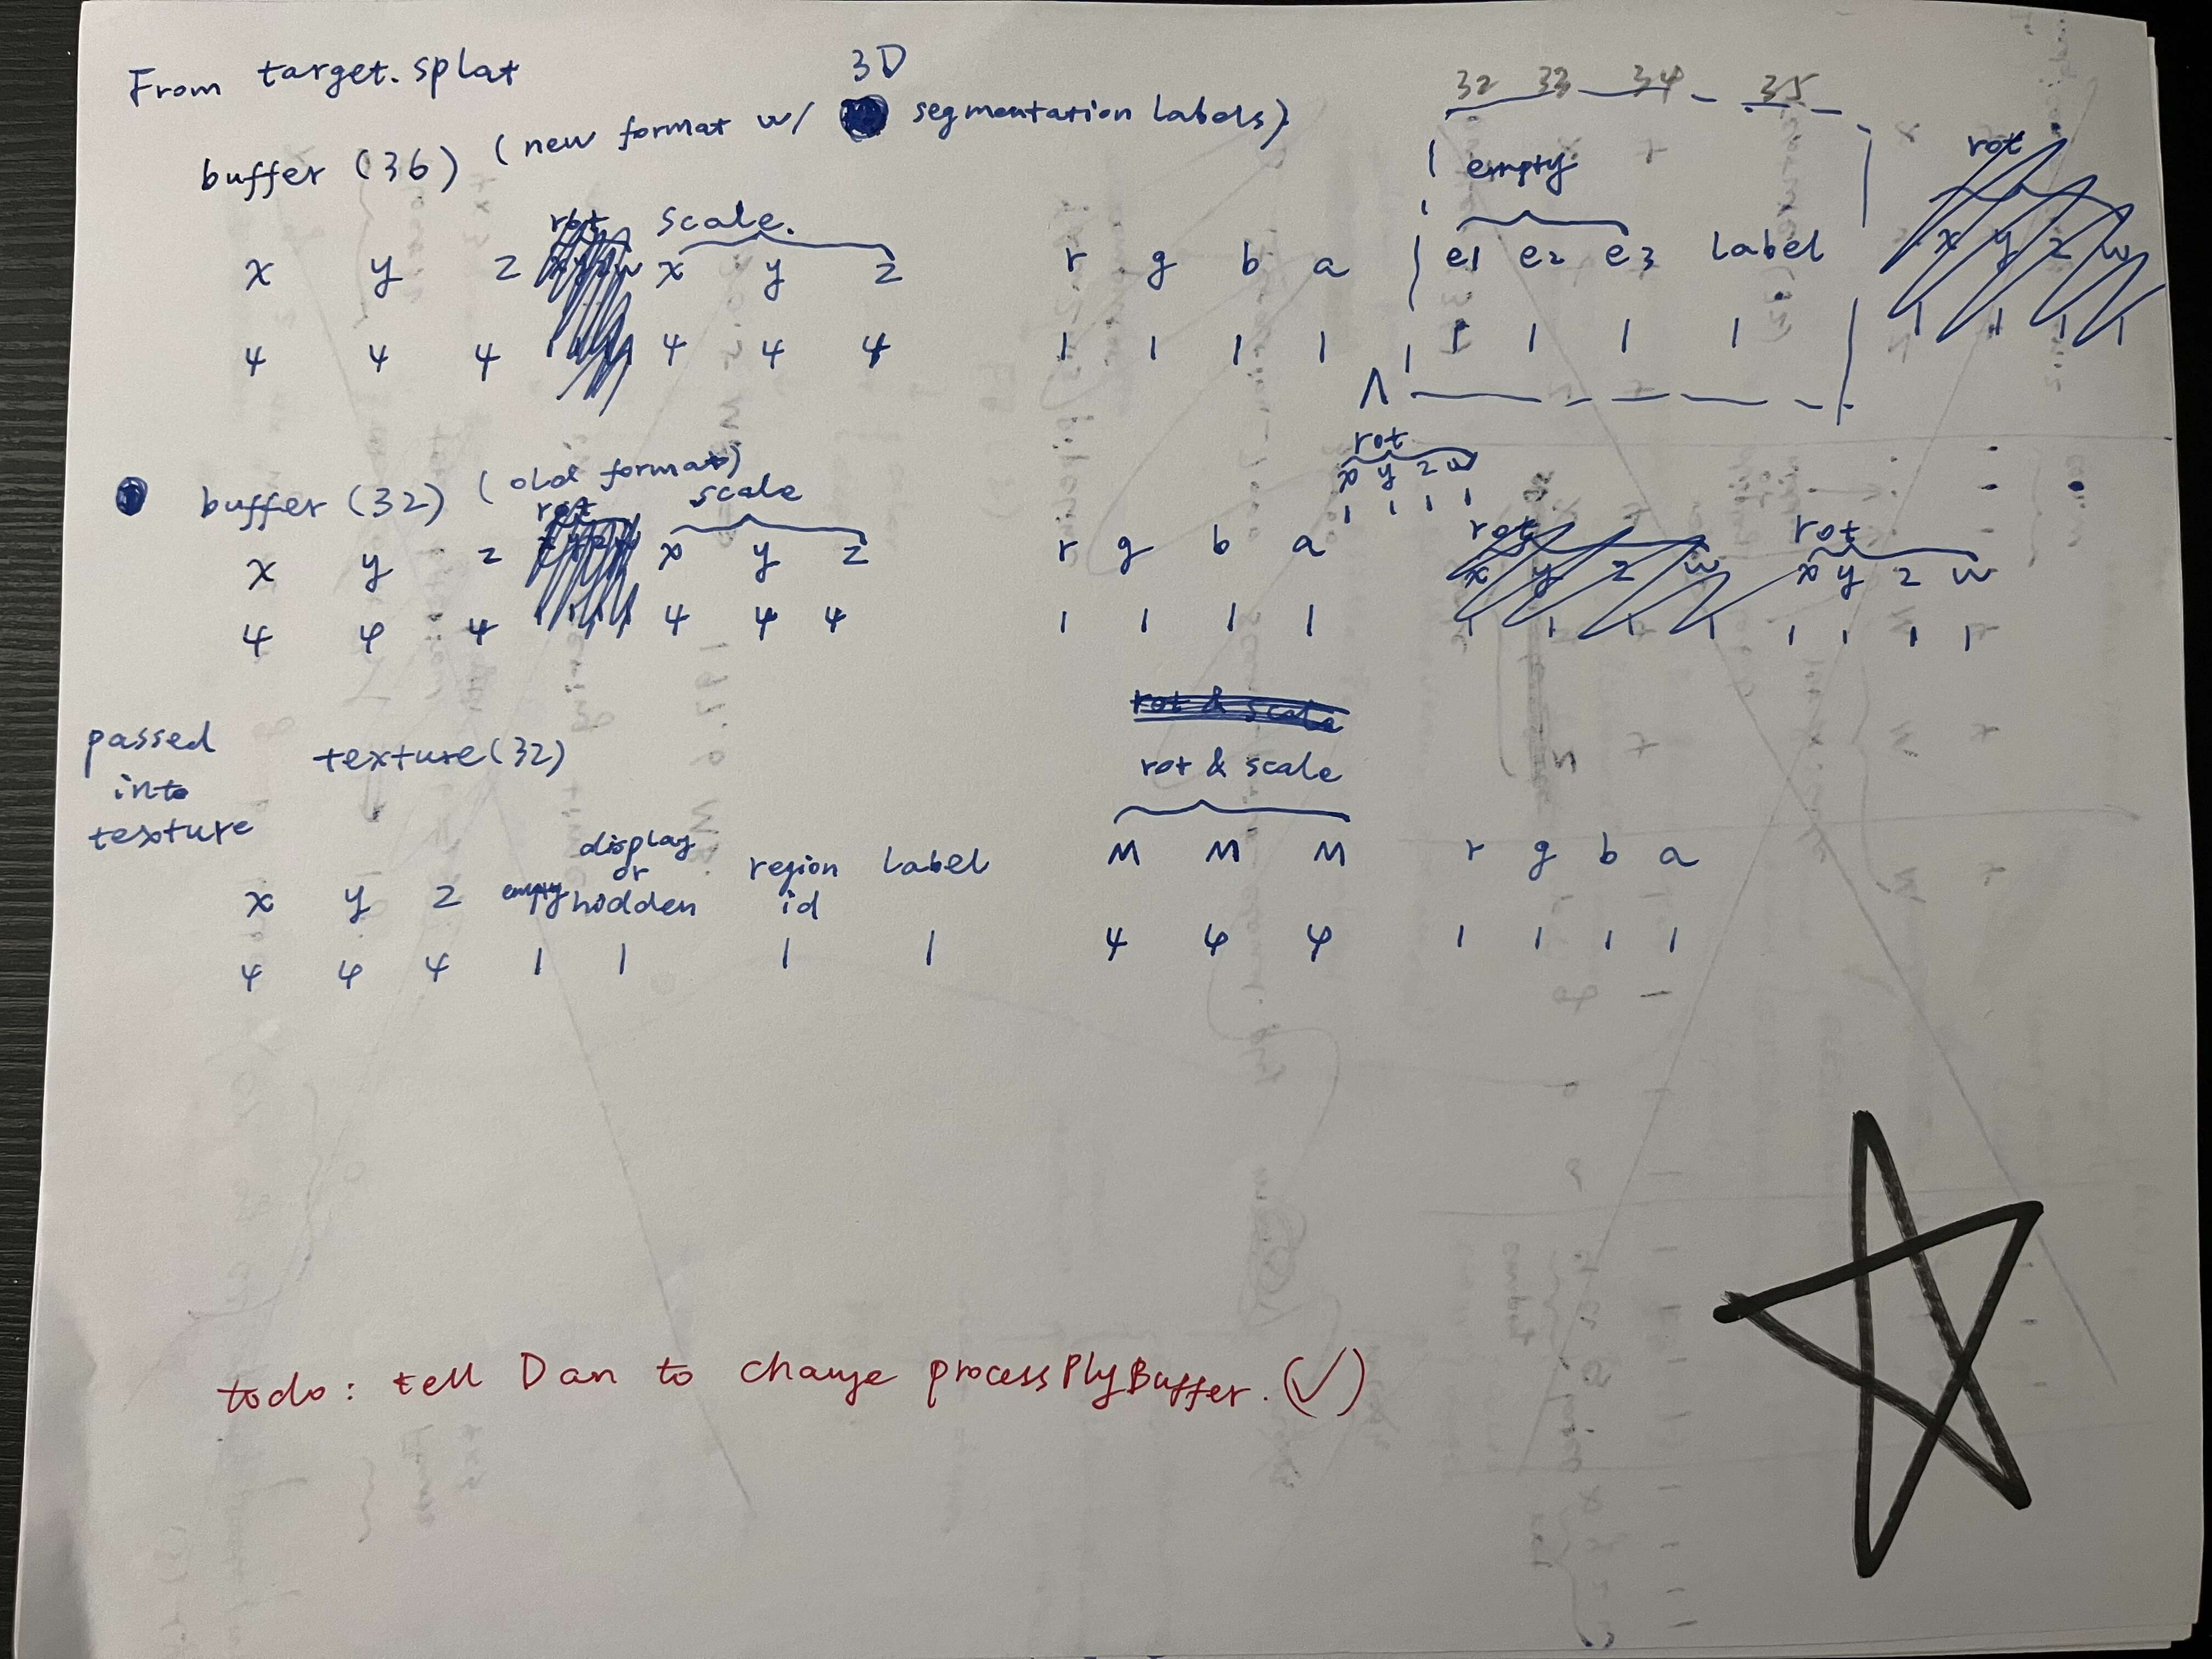 From target.splat
3D
buffer (36) (new format w/ segmentation labels)
32 33 34 35
empty
rot
rot scale.
x y z x y z r g b a e1 e2 e3 label x y z w
4 4 4 4 4 4 1 1 1 1 1 1 1 1 1 1 1 1
rot
x y z w
1 1 1 1
buffer (32) (old format)
rot scale rot rot
x y z x y z r g b a x y z w x y z w
4 4 4 4 4 4 1 1 1 1 1 1 1 1 1 1 1 1
rot & scale
passed
into
texture
texture(32)
rot & scale
x y z empty display or hidden region id label M M M r g b a
4 4 4 1 1 1 1 4 4 4 1 1 1 1
todo: tell Dan to change processPlyBuffer. (✓)